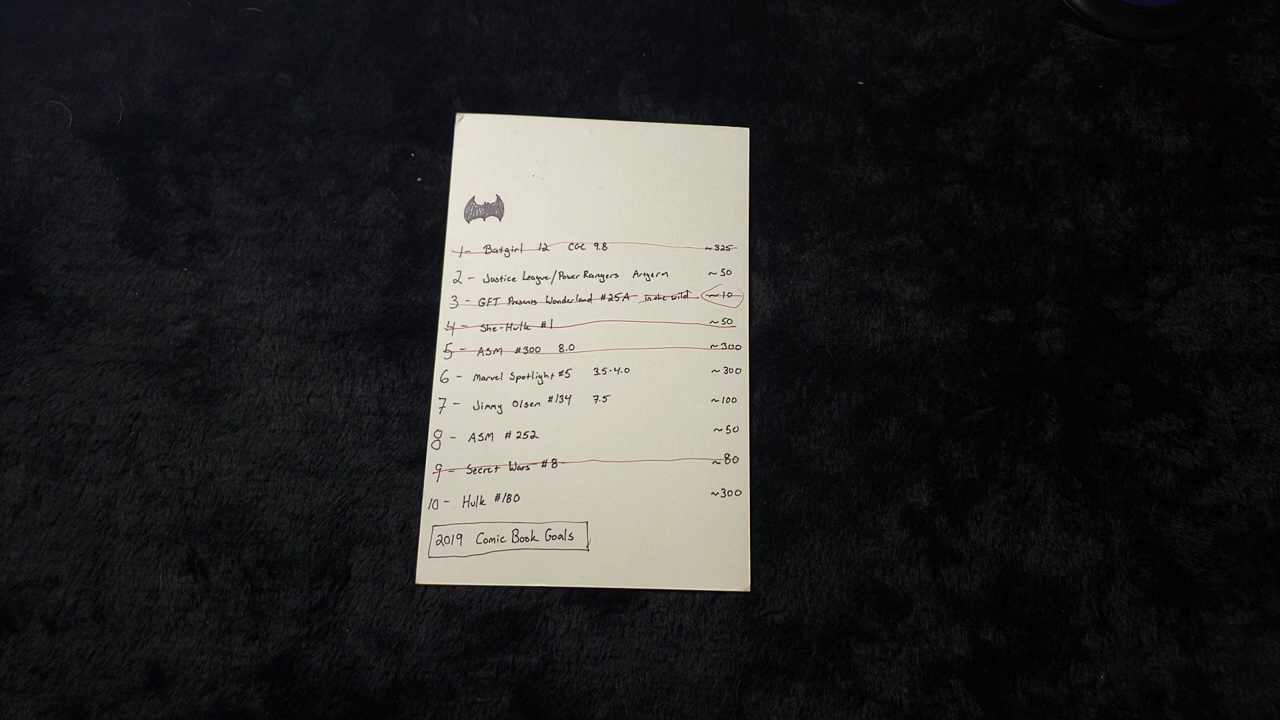 1- Batgirl 12 CGC 9.8 ~325
2- Justice League/Power Rangers Artgerm ~50
3- GFT Presents Wonderland #25A in the wild ~10
4- She-Hulk #1 ~50
5- ASM #300 8.0 ~300
6- Marvel Spotlight #5 3.5-4.0 ~300
7- Jimmy Olsen #134 7.5 ~100
8- ASM #252 ~50
9- Secret Wars #8 ~80
10- Hulk #180 ~300
2019 Comic Book Goals